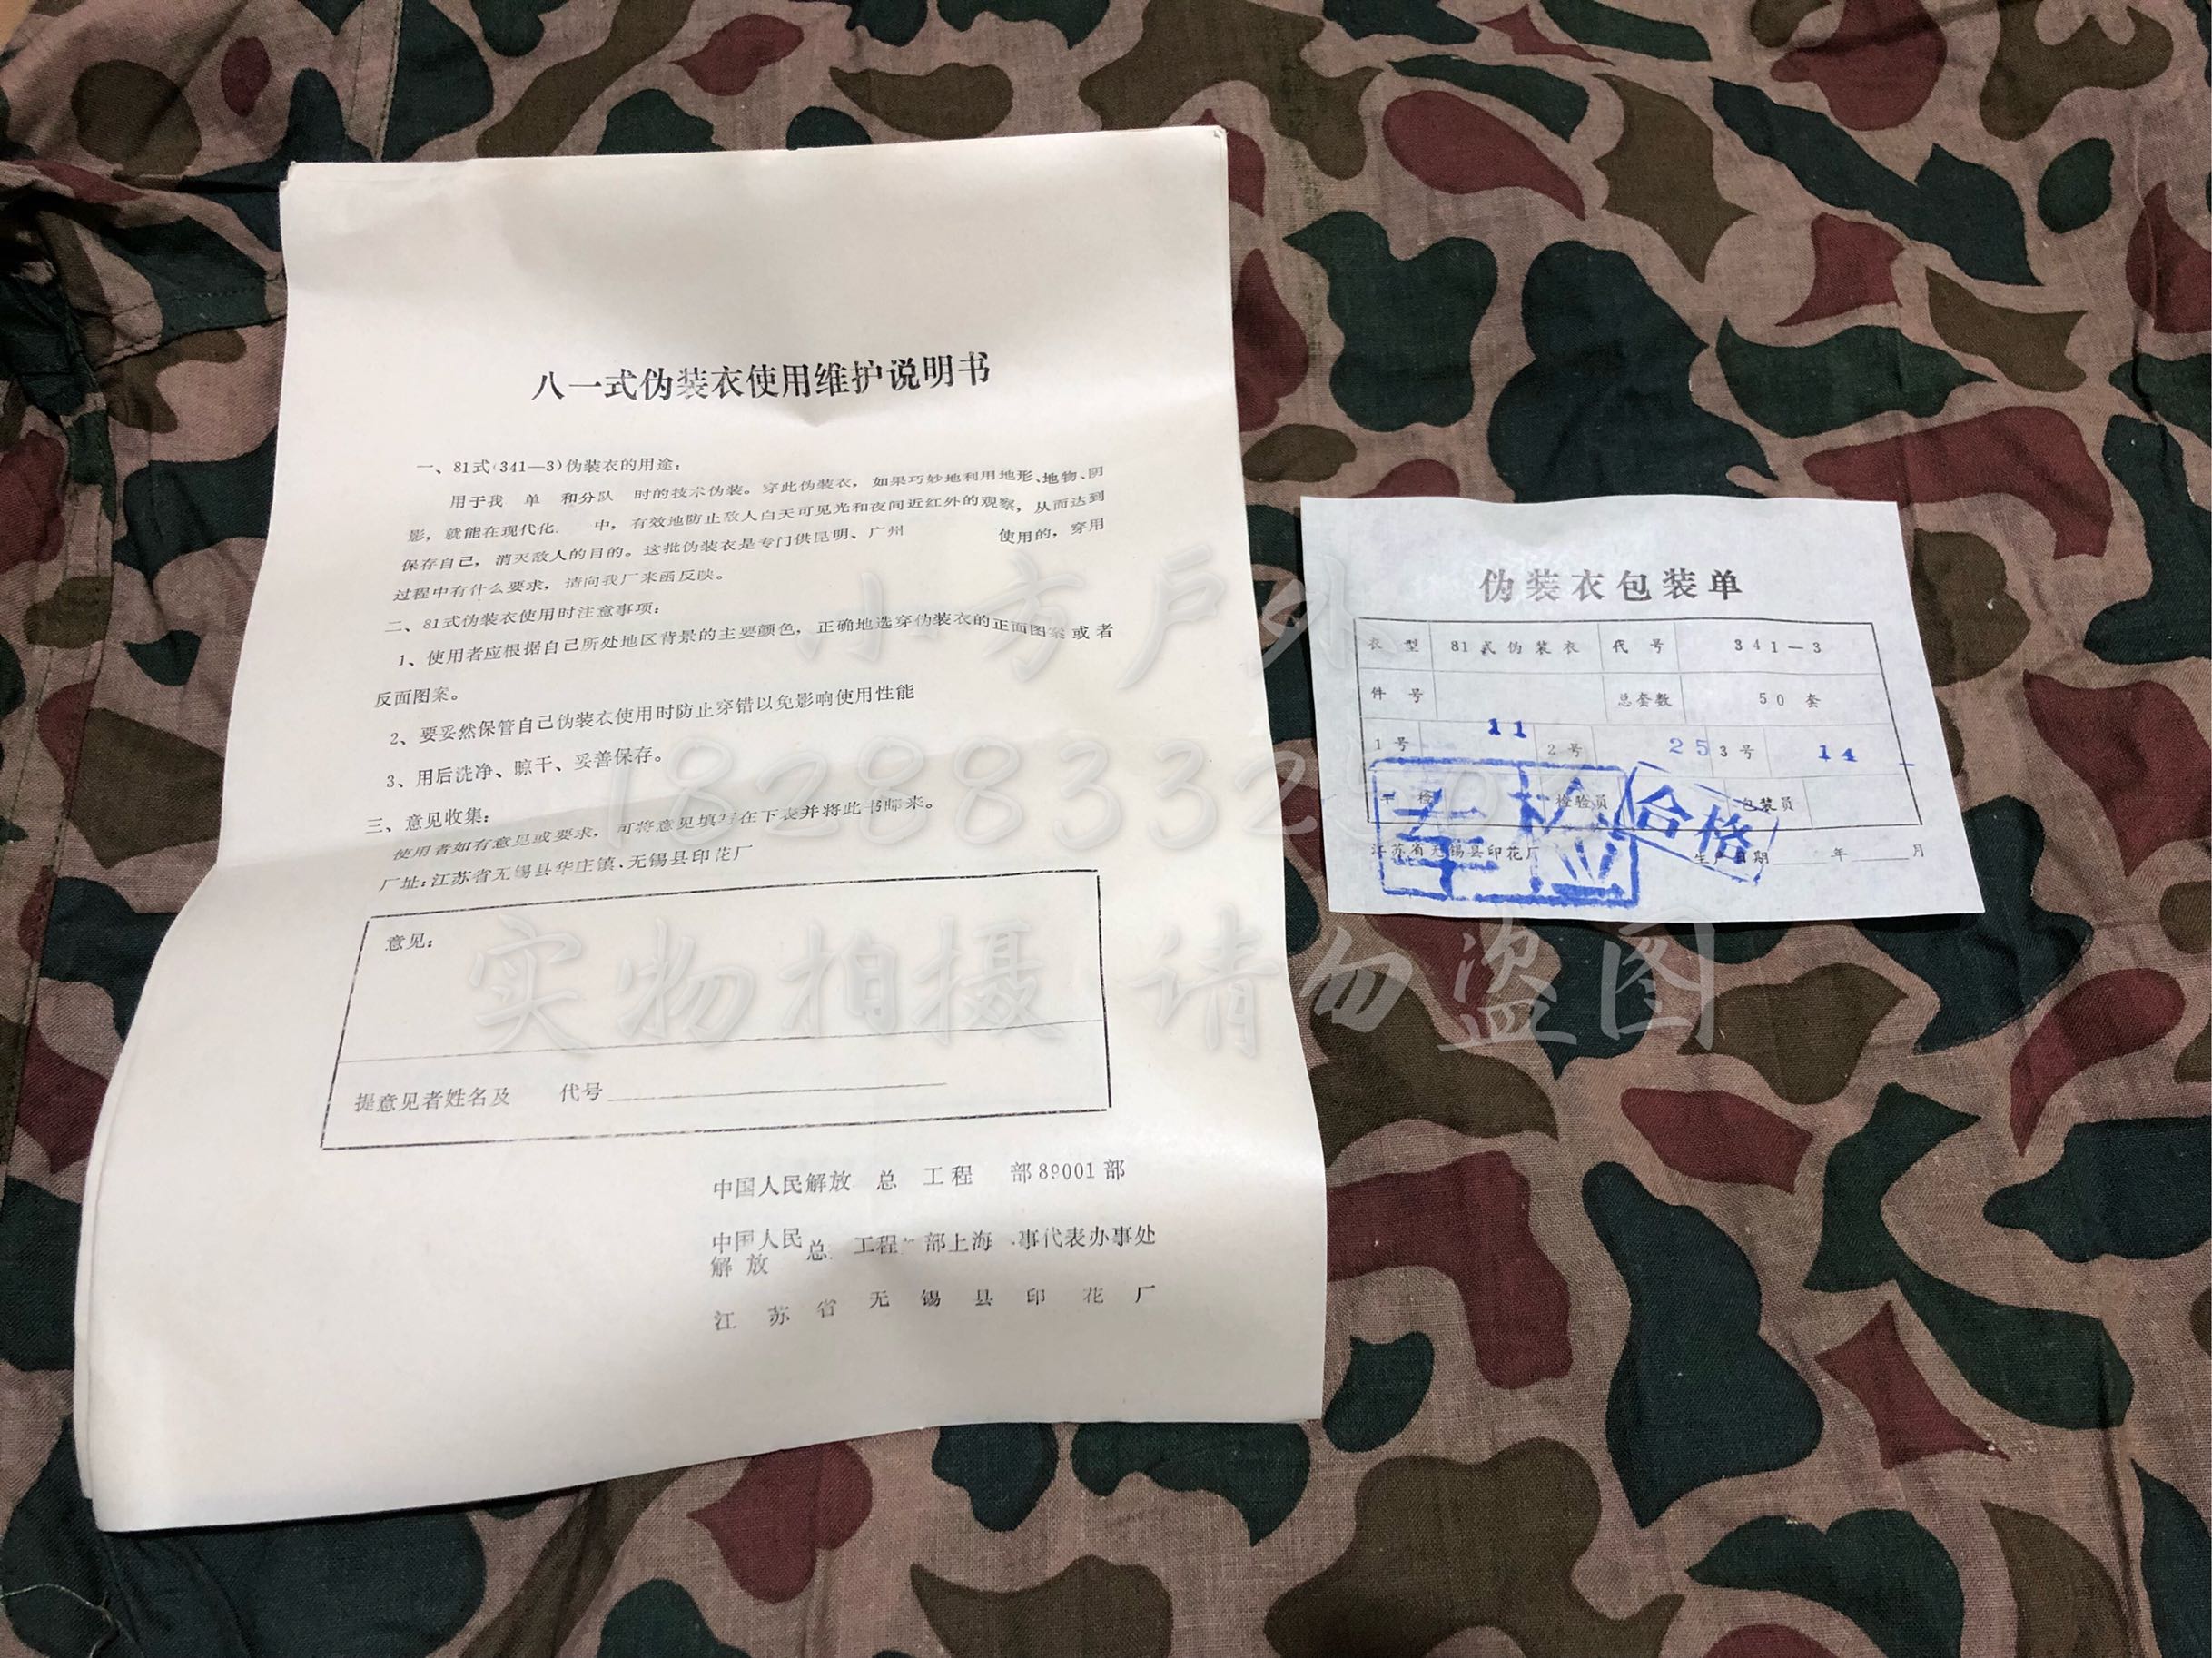 八一式伪装衣使用维护说明书
一、81式(341—3)伪装衣的用途：
用于我 单 和分队 时的技术伪装。穿此伪装衣，如果巧妙地利用地形、地物、阴
影，就能在现代化 中，有效地防止敌人白天可见光和夜间近红外的观察，从而达到
保存自己，消灭敌人的目的。这批伪装衣是专门供昆明、广州 使用的，穿用
过程中有什么要求，请向我厂来函反映。
二、81式伪装衣使用时注意事项：
1、使用者应根据自己所处地区背景的主要颜色，正确地选穿伪装衣的正面图案或者
反面图案。
2、要妥然保管自己伪装衣使用时防止穿错以免影响使用性能
3、用后洗净、晾干、妥善保存。
三、意见收集：
使用者如有意见或要求，可将意见填写在下表并将此书邮来。
厂址：江苏省无锡县华庄镇、无锡县印花厂
意见：
提意见者姓名及 代号
中国人民解放 总 工程 部89001部
中国人民
解放 总 工程 部上海 事代表办事处
江苏省无锡县印花厂
伪装衣包装单
衣型 81式伪装衣 代号 341—3
件号 总套数 50套
1号 11 2号 25 3号 14
检 检验员 包装员
江苏省无锡县印花厂 生产日期 年 月
军检
合格
小方户外
18288332
实物拍摄 请勿盗图